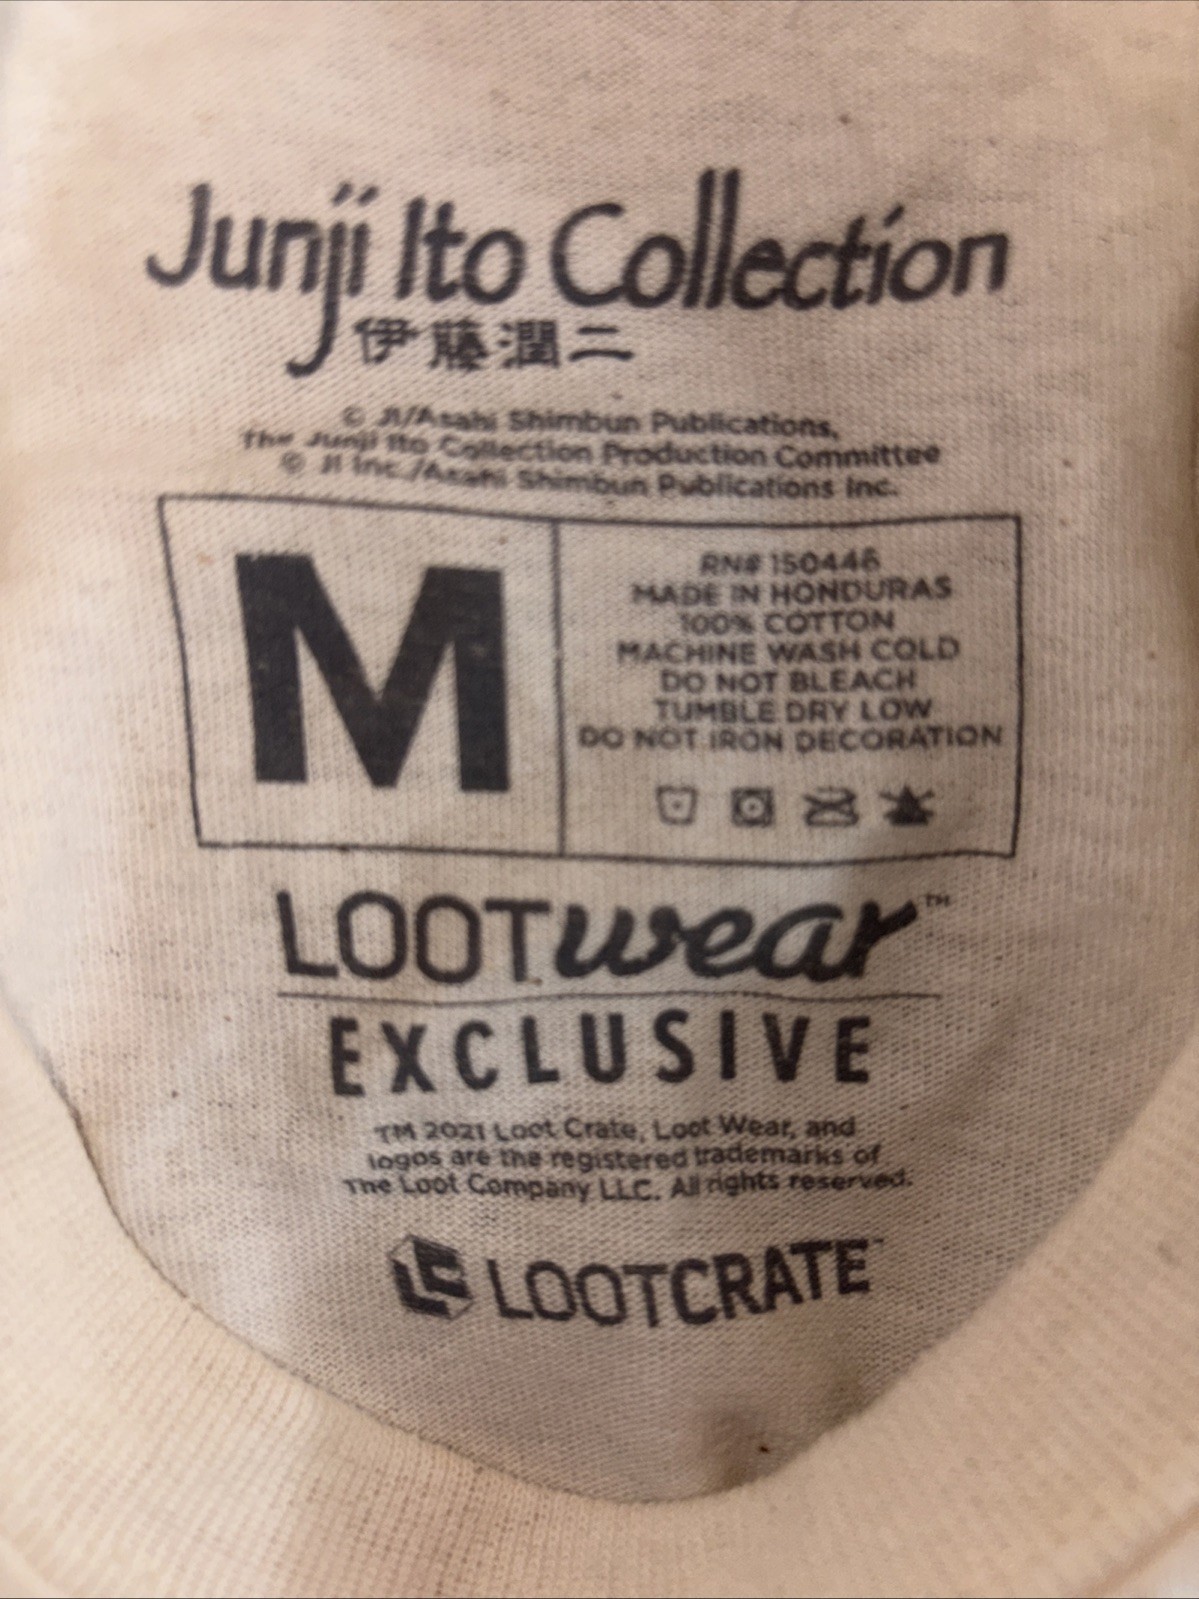 Junji Ito Collection
伊藤潤二
© JI/Asahi Shimbun Publications,
The Junji Ito Collection Production Committee
© JI Inc./Asahi Shimbun Publications Inc.
M
RN# 150446
MADE IN HONDURAS
100% COTTON
MACHINE WASH COLD
DO NOT BLEACH
TUMBLE DRY LOW
DO NOT IRON DECORATION
LOOTwear™
EXCLUSIVE
TM 2021 Loot Crate, Loot Wear, and
logos are the registered trademarks of
The Loot Company LLC. All rights reserved.
LOOTCRATE™